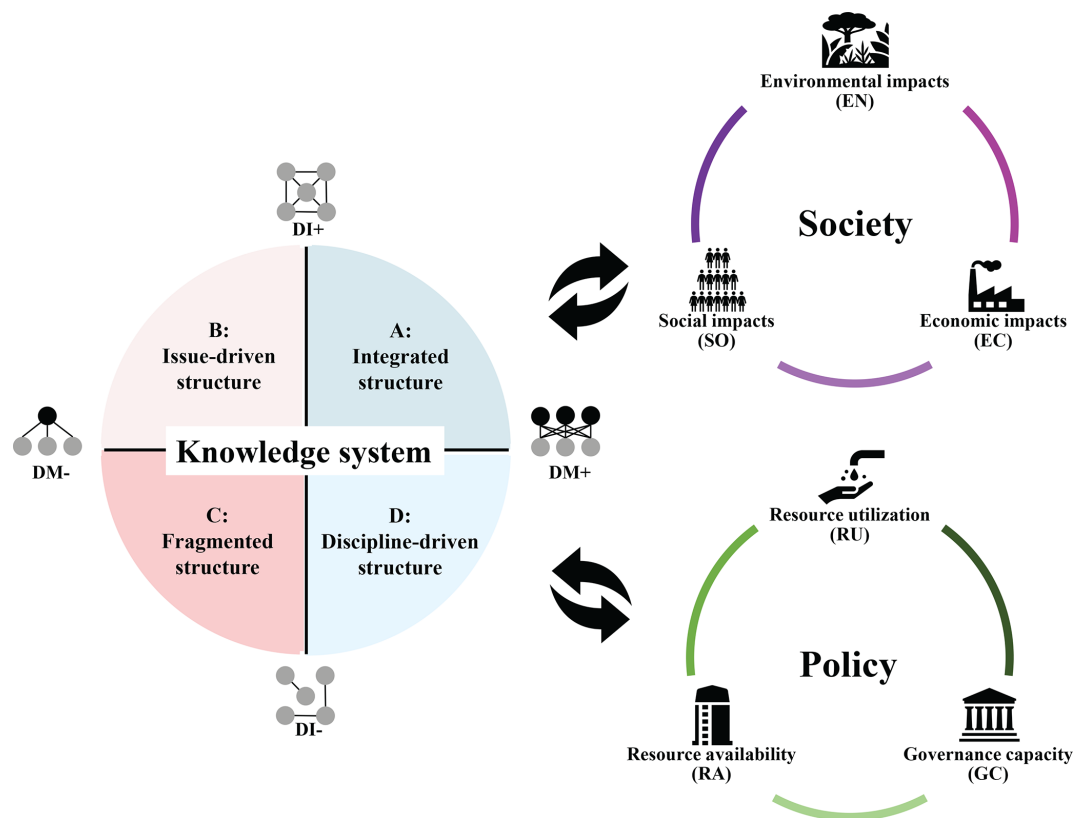 DI+
B:
Issue-driven
structure
A:
Integrated
structure
DM-
Knowledge system
DM+
C:
Fragmented
structure
D:
Discipline-driven
structure
DI-
Environmental impacts
(EN)
Society
Social impacts
(SO)
Economic impacts
(EC)
Resource utilization
(RU)
Policy
Resource availability
(RA)
Governance capacity
(GC)